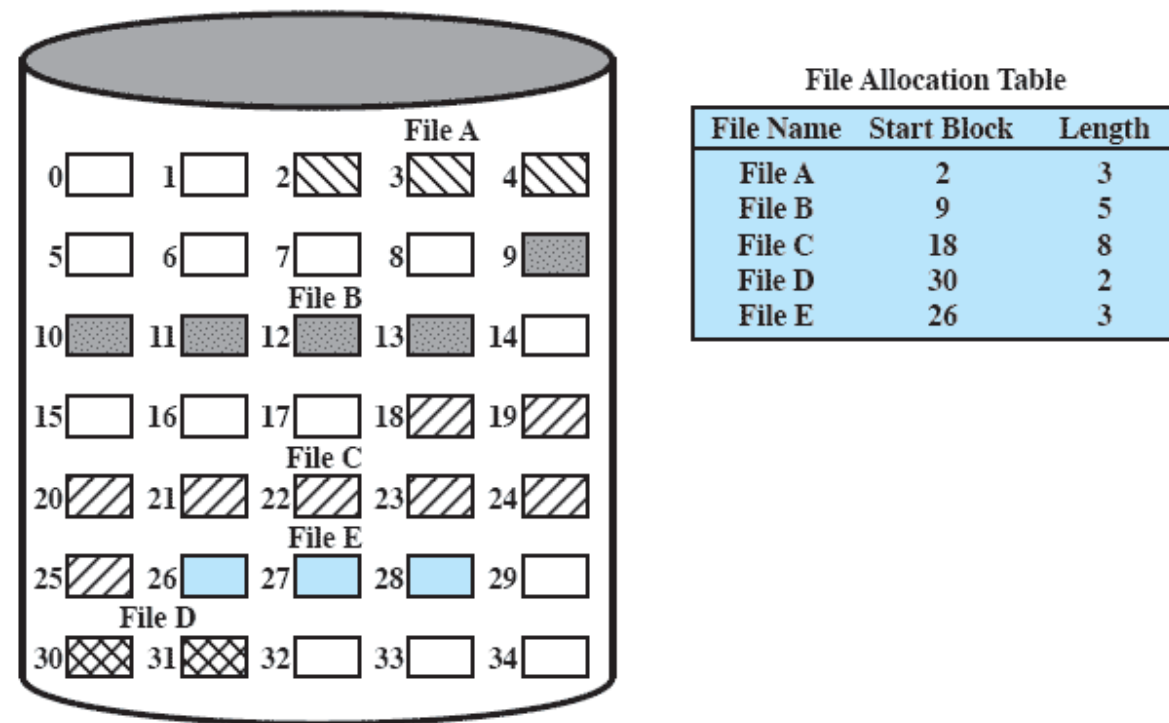 File Allocation Table
File Name Start Block Length
File A 2 3
File B 9 5
File C 18 8
File D 30 2
File E 26 3
File A
0 1 2 3 4
5 6 7 8 9
File B
10 11 12 13 14
15 16 17 18 19
File C
20 21 22 23 24
File E
25 26 27 28 29
File D
30 31 32 33 34